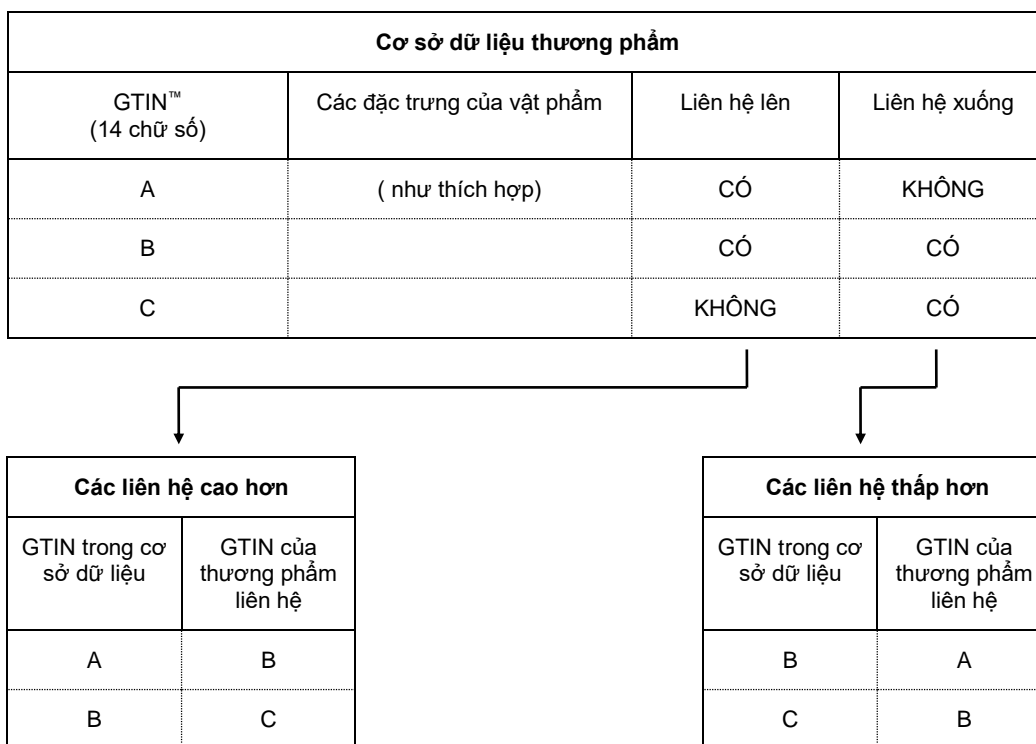 Cơ sở dữ liệu thương phẩm
GTIN™ Các đặc trưng của vật phẩm Liên hệ lên Liên hệ xuống
(14 chữ số)
A ( như thích hợp) CÓ KHÔNG
B CÓ CÓ
C KHÔNG CÓ
Các liên hệ cao hơn
GTIN trong cơ
sở dữ liệu
GTIN của
thương phẩm
liên hệ
A B
B C
Các liên hệ thấp hơn
GTIN trong cơ
sở dữ liệu
GTIN của
thương phẩm
liên hệ
B A
C B